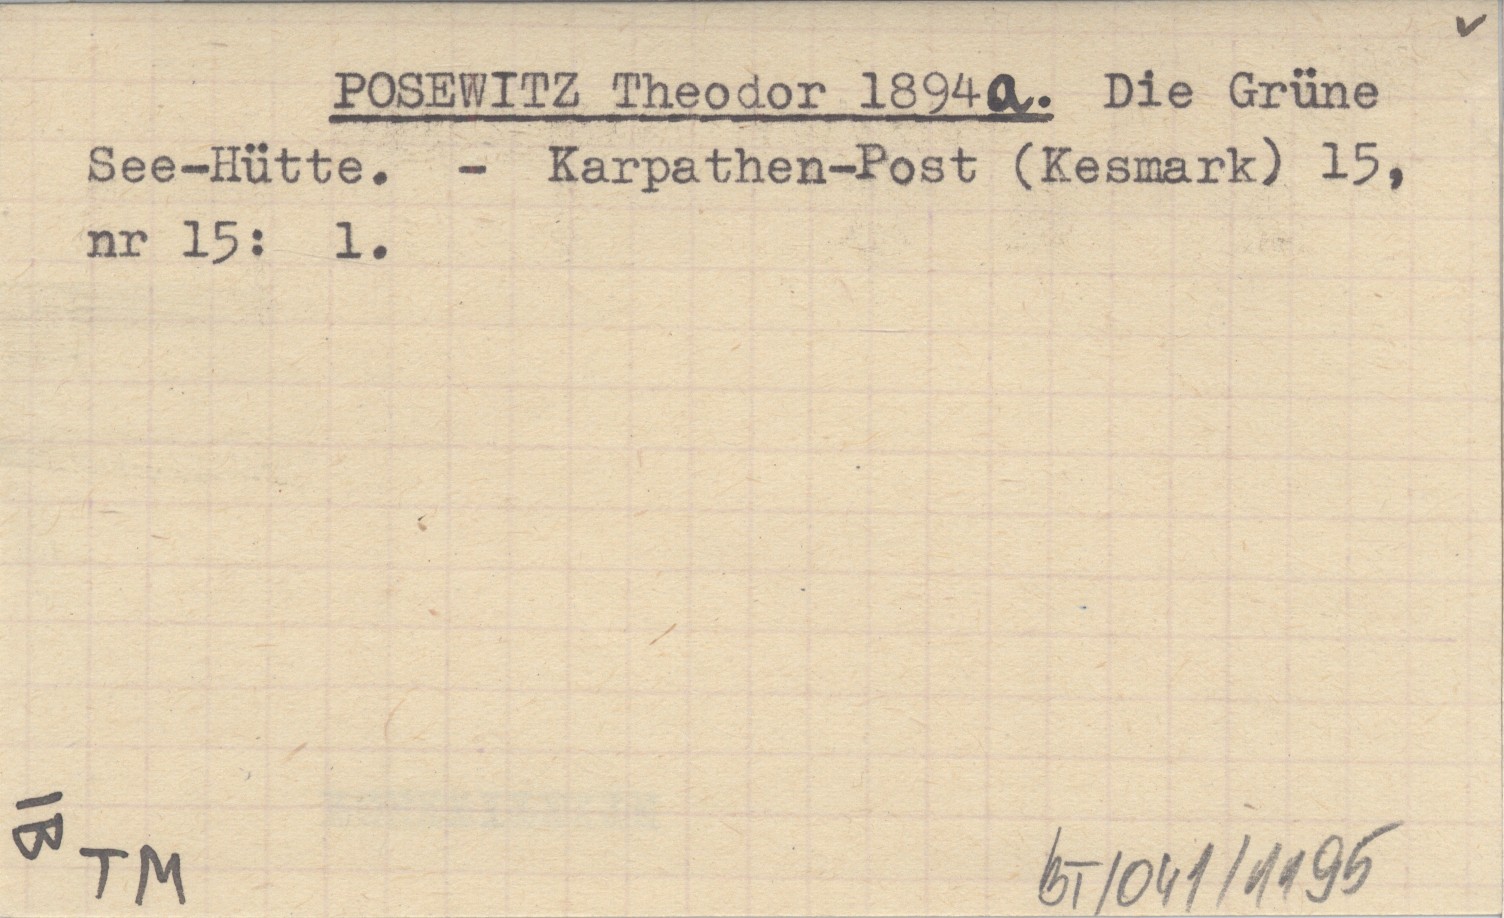 POSEWITZ Theodor 1894a. Die Grüne
See-Hütte. - Karpathen-Post (Kesmark) 15,
nr 15: 1.
IB
TM
BT/041/1195